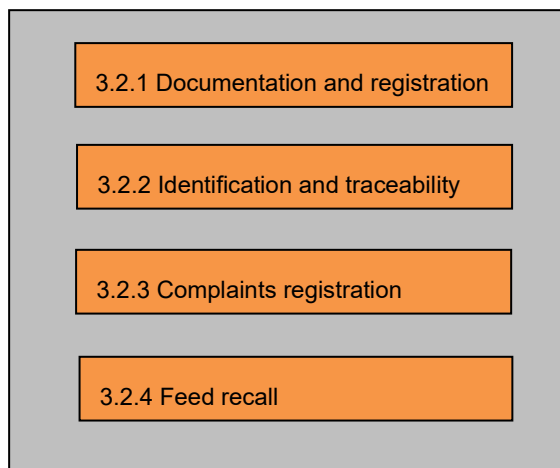 3.2.1 Documentation and registration
3.2.2 Identification and traceability
3.2.3 Complaints registration
3.2.4 Feed recall